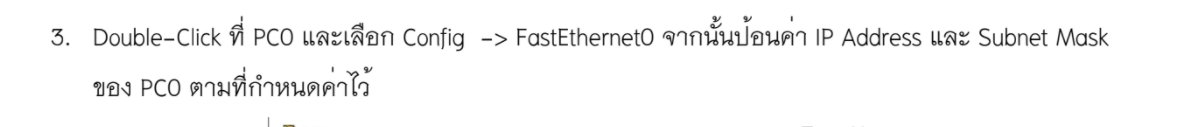 3. Double-Click ที่ PC0 และเลือก Config -> FastEthernet0 จากนั้นป้อนค่า IP Address และ Subnet Mask
ของ PC0 ตามที่กำหนดค่าไว้